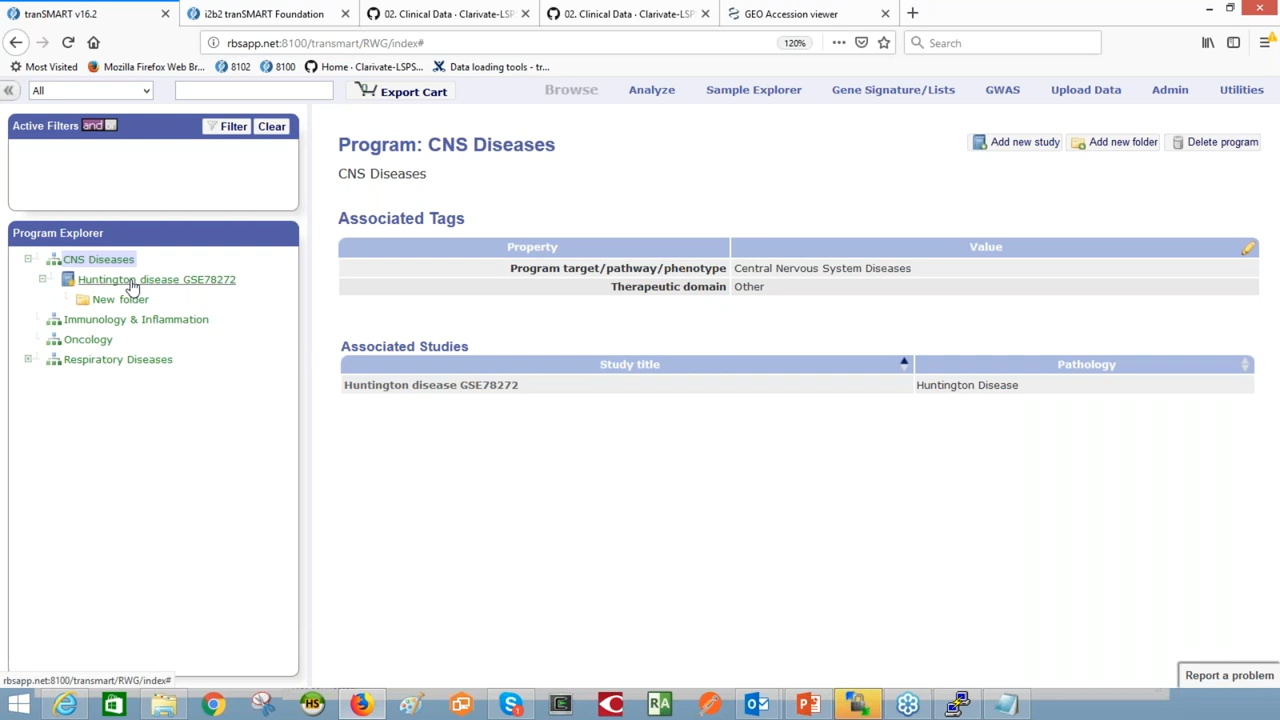 transMART v16.2
i2b2 tranSMART Foundation
02. Clinical Data · Clarivate-LSPS
02. Clinical Data · Clarivate-LSPS
GEO Accession viewer
rbsapp.net:8100/transmart/RWG/index#
120%
Search
Most Visited
Mozilla Firefox Web Br...
8102
8100
Home · Clarivate-LSPS...
Data loading tools - tr...
All
Export Cart
Browse
Analyze
Sample Explorer
Gene Signature/Lists
GWAS
Upload Data
Admin
Utilities
Active Filters and or
Filter
Clear
Program Explorer
CNS Diseases
Huntington disease GSE78272
New folder
Immunology & Inflammation
Oncology
Respiratory Diseases
Program: CNS Diseases
Add new study
Add new folder
Delete program
CNS Diseases
Associated Tags
Property Value
Program target/pathway/phenotype Central Nervous System Diseases
Therapeutic domain Other
Associated Studies
Study title Pathology
Huntington disease GSE78272 Huntington Disease
rbsapp.net:8100/transmart/RWG/index#
Report a problem
HS
RA